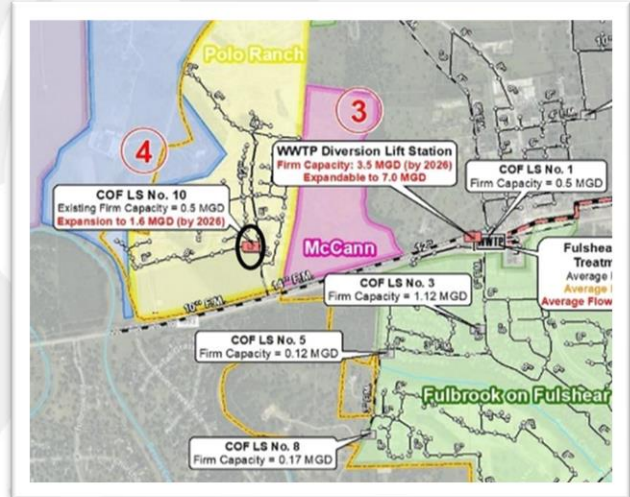 Polo Ranch
3
4
WWTP Diversion Lift Station
Firm Capacity: 3.5 MGD (by 2026)
Expandable to 7.0 MGD
COF LS No. 1
Firm Capacity = 0.5 MGD
COF LS No. 10
Existing Firm Capacity = 0.5 MGD
Expansion to 1.6 MGD (by 2026)
McCann
12"
WWTP
Fulshea
Treatm
Average
Average
Average Flow
14" F.M.
10" F.M.
COF LS No. 3
Firm Capacity = 1.12 MGD
COF LS No. 5
Firm Capacity = 0.12 MGD
Fulbrook on Fulshear
COF LS No. 8
Firm Capacity = 0.17 MGD